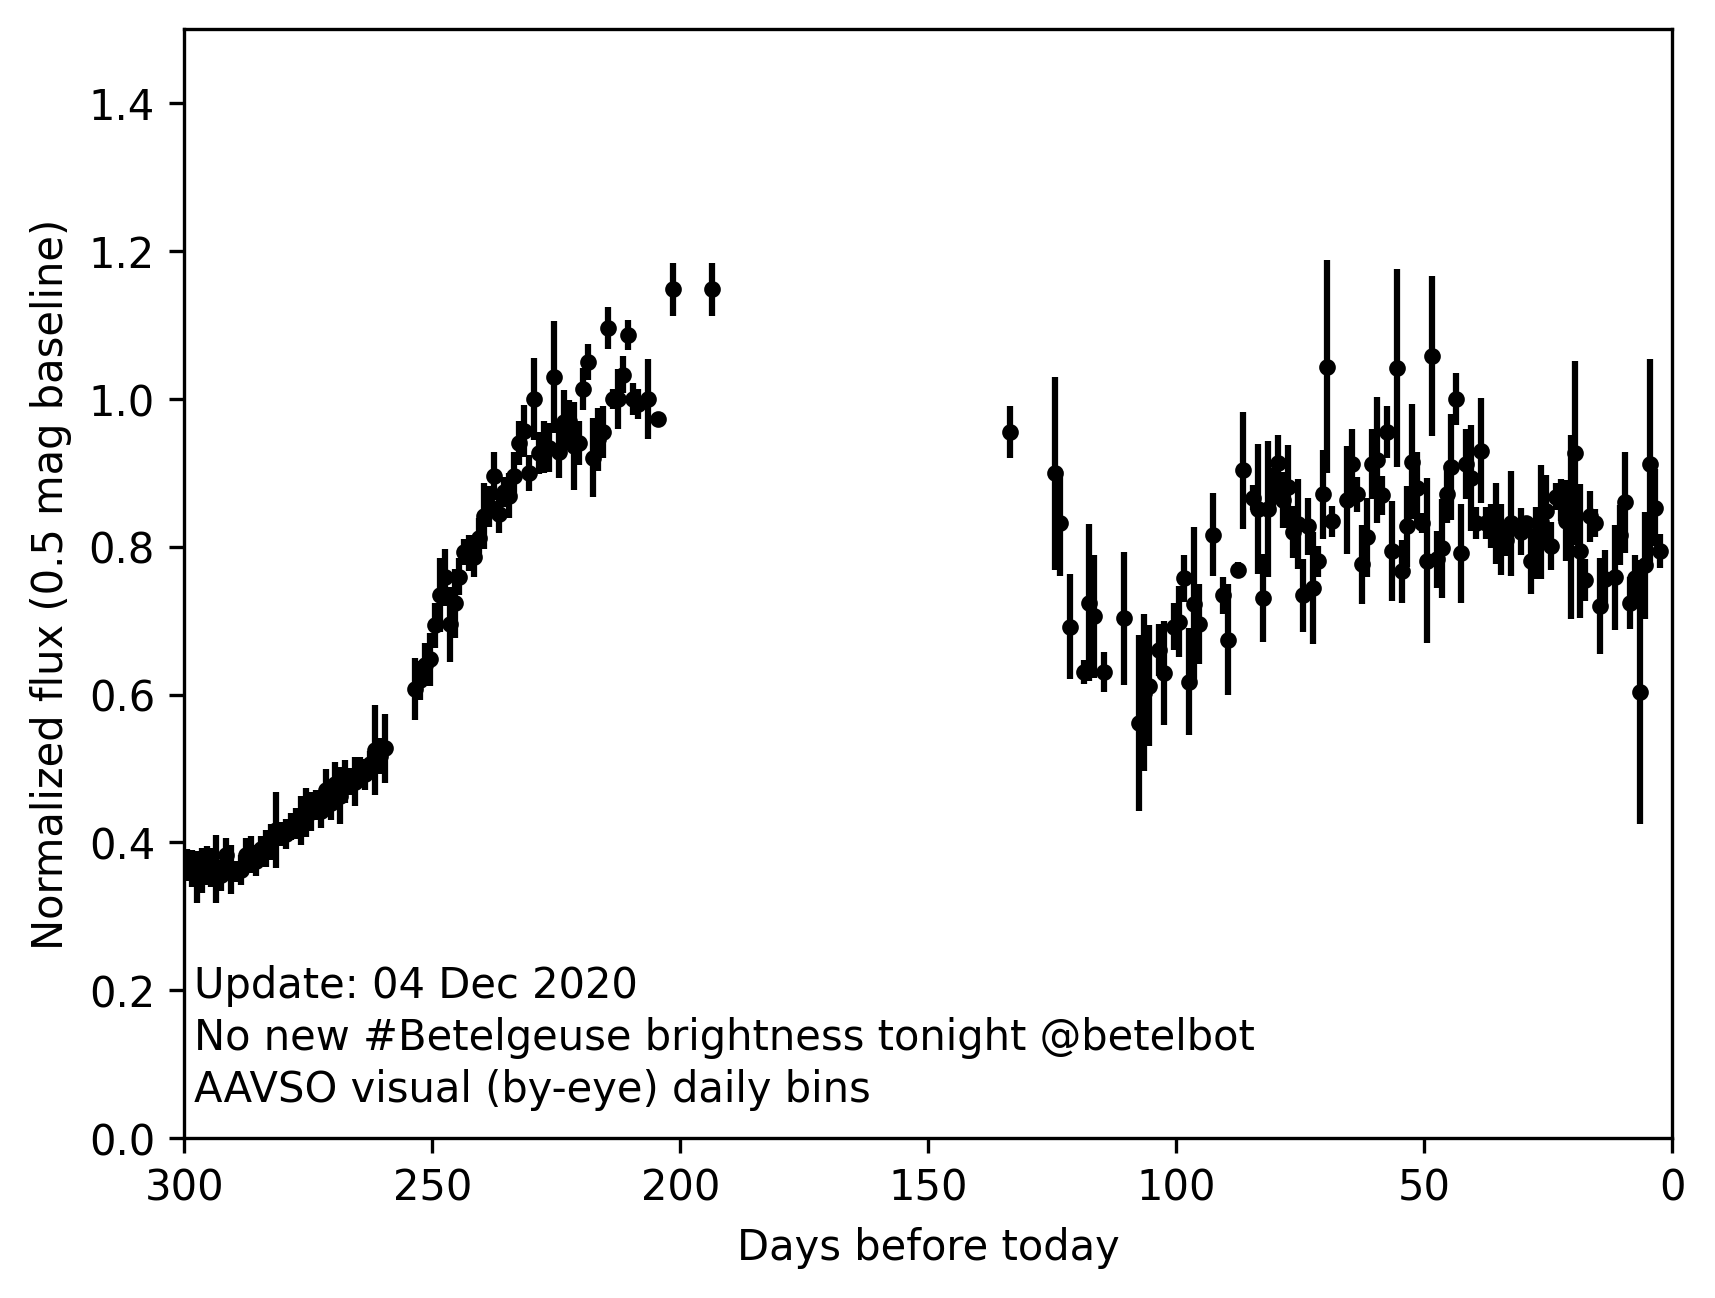 1.4
1.2
1.0
0.8
0.6
0.4
0.2
0.0
Normalized flux (0.5 mag baseline)
Update: 04 Dec 2020
No new #Betelgeuse brightness tonight @betelbot
AAVSO visual (by-eye) daily bins
300 250 200 150 100 50 0
Days before today